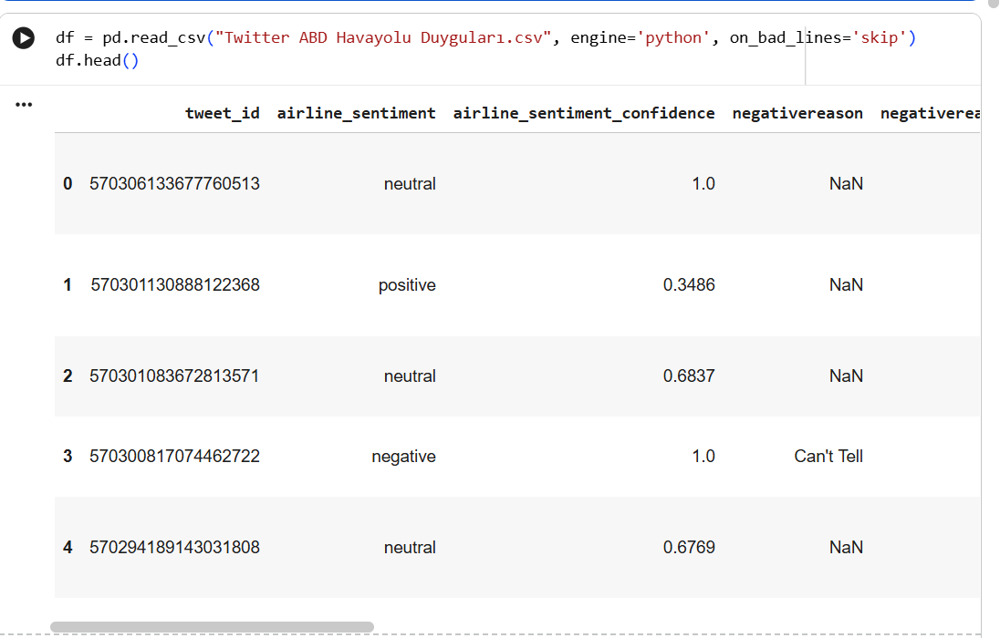 df = pd.read_csv("Twitter ABD Havayolu Duyguları.csv", engine='python', on_bad_lines='skip')
df.head()
tweet_id airline_sentiment airline_sentiment_confidence negativereason negativerea
0 570306133677760513 neutral 1.0 NaN
1 570301130888122368 positive 0.3486 NaN
2 570301083672813571 neutral 0.6837 NaN
3 570300817074462722 negative 1.0 Can't Tell
4 570294189143031808 neutral 0.6769 NaN